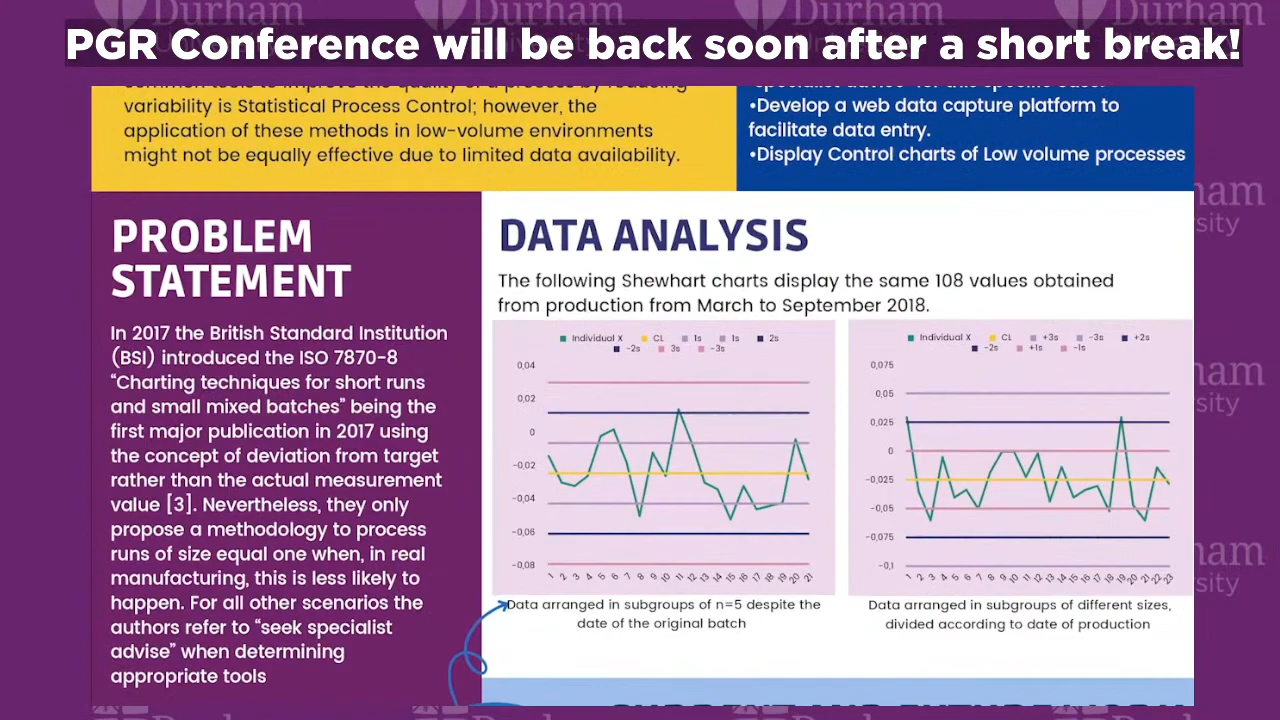 Durham
University
PGR Conference will be back soon after a short break!
common tools to improve the quality of a process by reducing
variability is Statistical Process Control; however, the
application of these methods in low-volume environments
might not be equally effective due to limited data availability.
•Develop a web data capture platform to
facilitate data entry.
•Display Control charts of Low volume processes
PROBLEM
STATEMENT
In 2017 the British Standard Institution
(BSI) introduced the ISO 7870-8
“Charting techniques for short runs
and small mixed batches” being the
first major publication in 2017 using
the concept of deviation from target
rather than the actual measurement
value [3]. Nevertheless, they only
propose a methodology to process
runs of size equal one when, in real
manufacturing, this is less likely to
happen. For all other scenarios the
authors refer to “seek specialist
advise” when determining
appropriate tools
DATA ANALYSIS
The following Shewhart charts display the same 108 values obtained
from production from March to September 2018.
Individual X CL 1s 1s 2s
-2s 3s -3s
0,04
0,02
0
-0,02
-0,04
-0,06
-0,08
1 2 3 4 5 6 7 8 9 10 11 12 13 14 15 16 17 18 19 20 21
Data arranged in subgroups of n=5 despite the
date of the original batch
Individual X CL +3s -3s +2s
-2s +1s -1s
0,075
0,05
0,025
0
-0,025
-0,05
-0,075
-0,1
1 2 3 4 5 6 7 8 9 10 11 12 13 14 15 16 17 18 19 20 21 22 23
Data arranged in subgroups of different sizes,
divided according to date of production
Durham